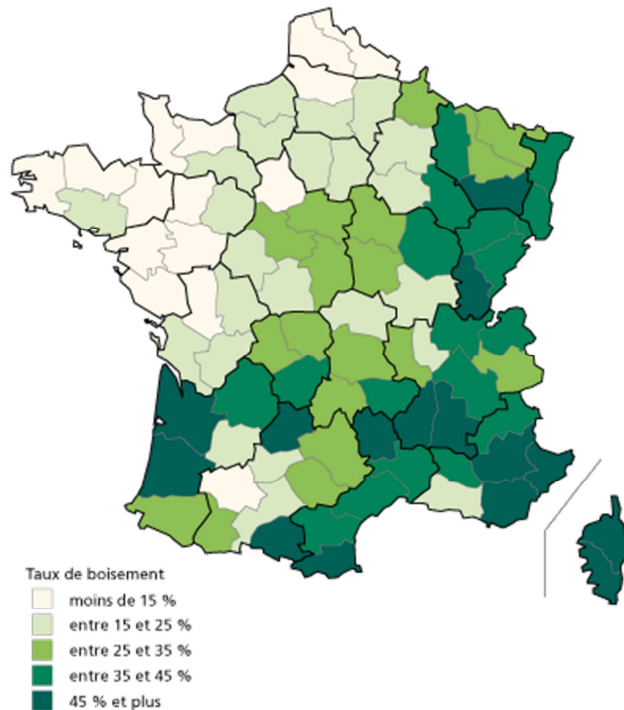 Taux de boisement
moins de 15 %
entre 15 et 25 %
entre 25 et 35 %
entre 35 et 45 %
45 % et plus